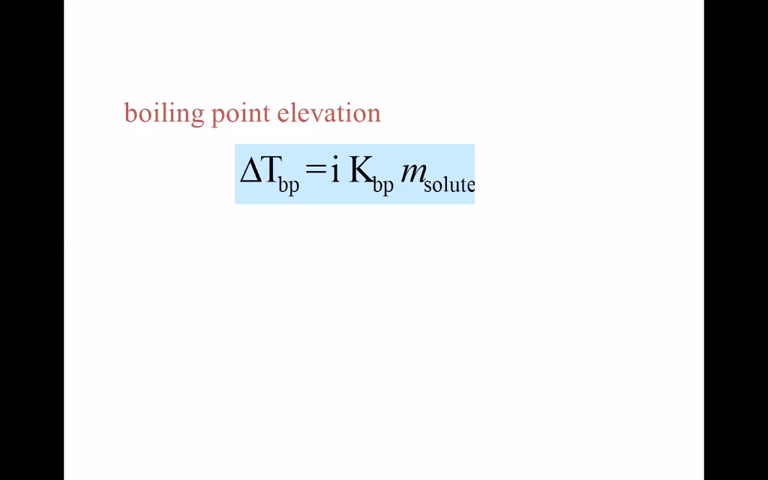 boiling point elevation
ΔTbp = i Kbp msolute